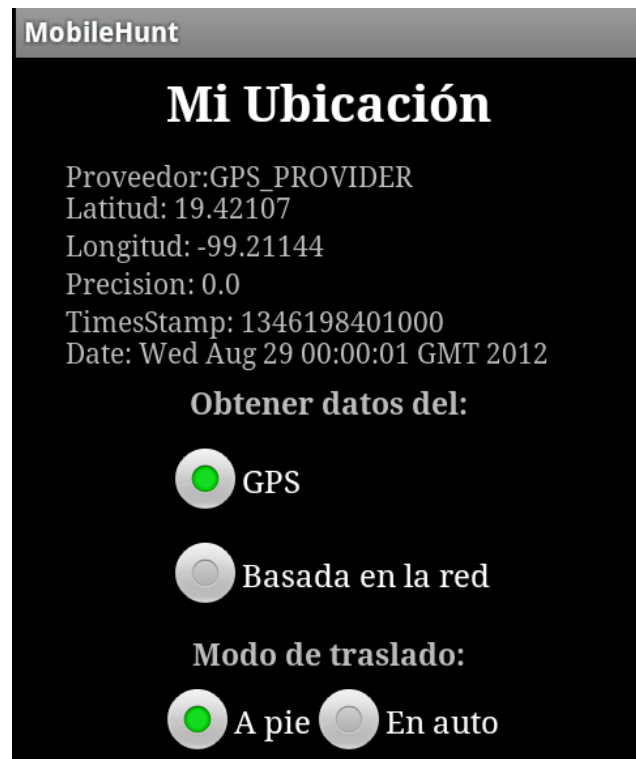 MobileHunt
Mi Ubicación
Proveedor:GPS_PROVIDER
Latitud: 19.42107
Longitud: -99.21144
Precision: 0.0
TimesStamp: 1346198401000
Date: Wed Aug 29 00:00:01 GMT 2012
Obtener datos del:
GPS
Basada en la red
Modo de traslado:
A pie En auto